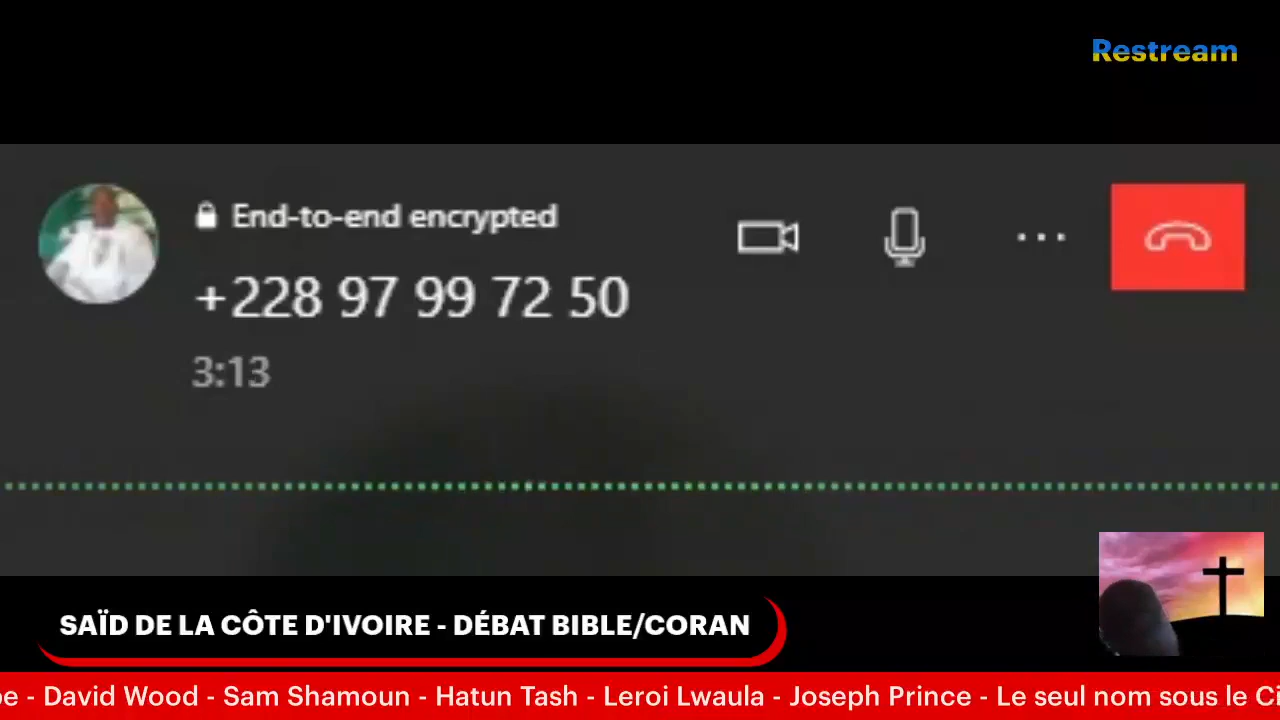 Restream
End-to-end encrypted
+228 97 99 72 50
3:13
SAÏD DE LA CÔTE D'IVOIRE - DÉBAT BIBLE/CORAN
- David Wood - Sam Shamoun - Hatun Tash - Leroi Lwaula - Joseph Prince - Le seul nom sous le